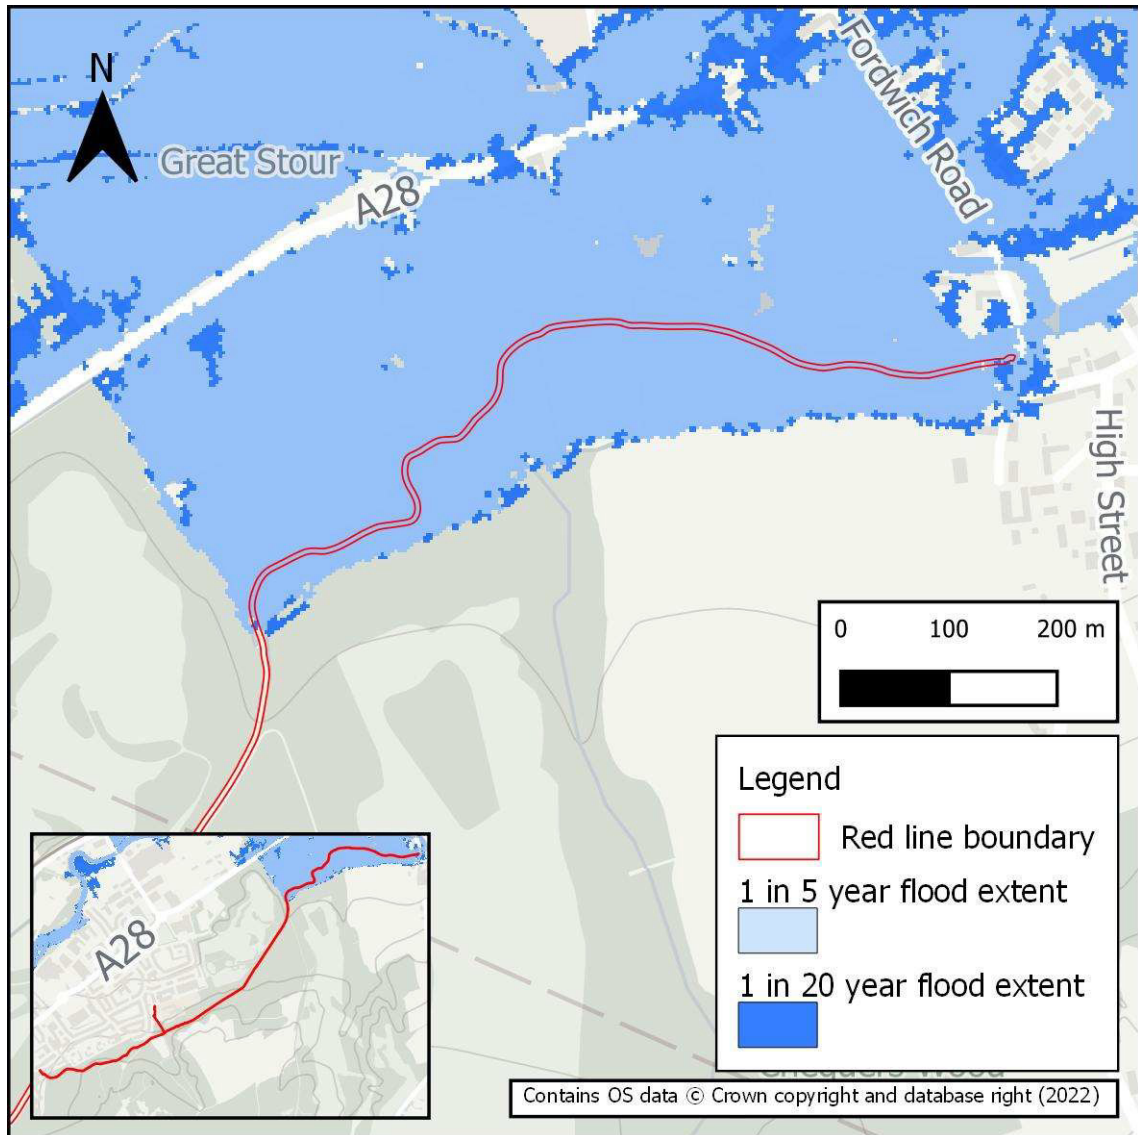 N
Great Stour
A28
Fordwich Road
High Street
0 100 200 m
Legend
Red line boundary
1 in 5 year flood extent
1 in 20 year flood extent
A28
Contains OS data © Crown copyright and database right (2022)